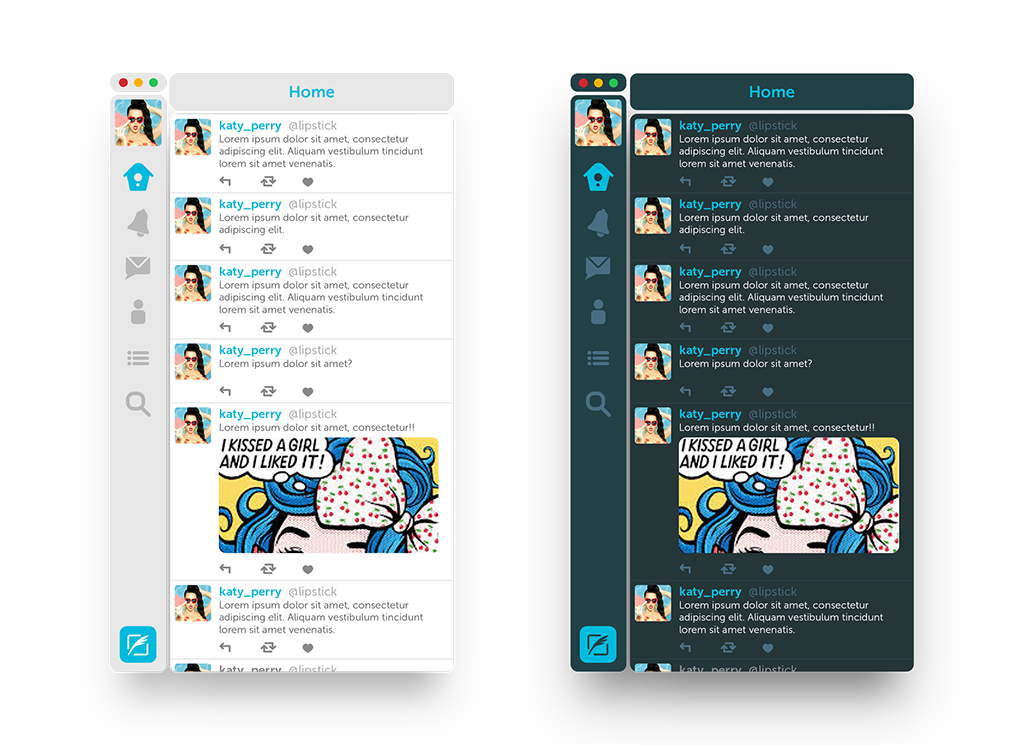 Home
katy_perry @lipstick
Lorem ipsum dolor sit amet, consectetur
adipiscing elit. Aliquam vestibulum tincidunt
lorem sit amet venenatis.
katy_perry @lipstick
Lorem ipsum dolor sit amet, consectetur
adipiscing elit.
katy_perry @lipstick
Lorem ipsum dolor sit amet, consectetur
adipiscing elit. Aliquam vestibulum tincidunt
lorem sit amet venenatis.
katy_perry @lipstick
Lorem ipsum dolor sit amet?
katy_perry @lipstick
Lorem ipsum dolor sit amet, consectetur!!
I KISSED A GIRL
AND I LIKED IT!
katy_perry @lipstick
Lorem ipsum dolor sit amet, consectetur
adipiscing elit. Aliquam vestibulum tincidunt
lorem sit amet venenatis.
katy_perry @lipstick
Home
katy_perry @lipstick
Lorem ipsum dolor sit amet, consectetur
adipiscing elit. Aliquam vestibulum tincidunt
lorem sit amet venenatis.
katy_perry @lipstick
Lorem ipsum dolor sit amet, consectetur
adipiscing elit.
katy_perry @lipstick
Lorem ipsum dolor sit amet, consectetur
adipiscing elit. Aliquam vestibulum tincidunt
lorem sit amet venenatis.
katy_perry @lipstick
Lorem ipsum dolor sit amet?
katy_perry @lipstick
Lorem ipsum dolor sit amet, consectetur!!
I KISSED A GIRL
AND I LIKED IT!
katy_perry @lipstick
Lorem ipsum dolor sit amet, consectetur
adipiscing elit. Aliquam vestibulum tincidunt
lorem sit amet venenatis.
katy_perry @lipstick